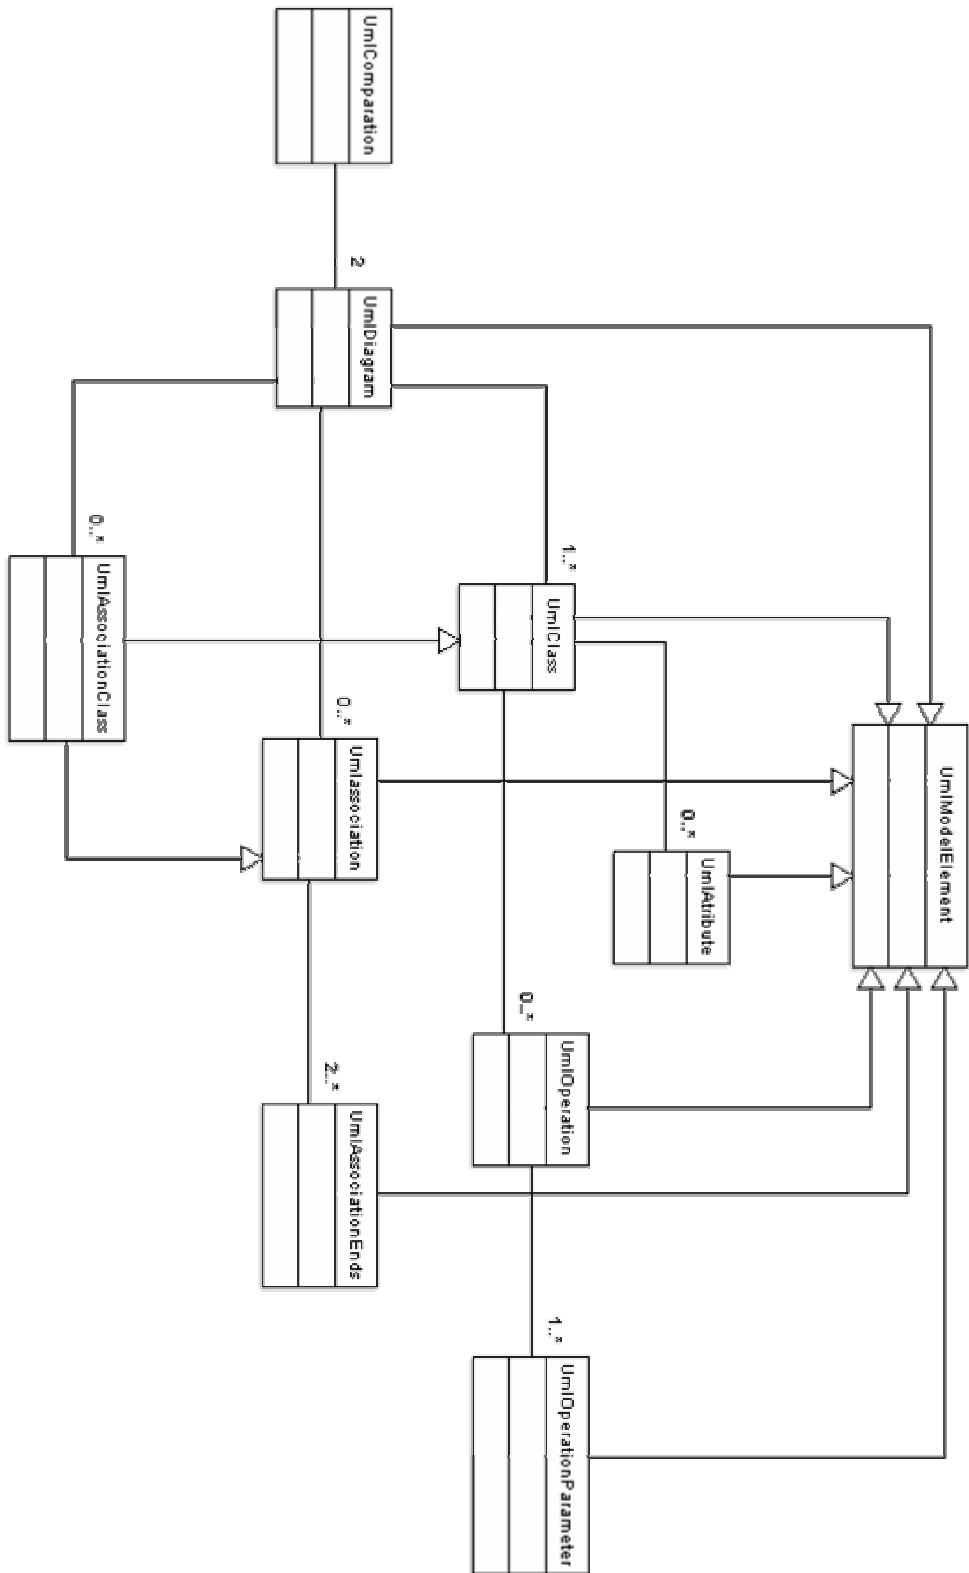 UmlModelElement
UmlAtribute
0..*
1..*
UmlClass
UmlOperation
UmlOperationParameter
1..*
0..*
UmlComparation
UmlDiagram
2
Umlassociation
UmlAssociationEnds
0..*
2..*
UmlAssociationClass
0..*